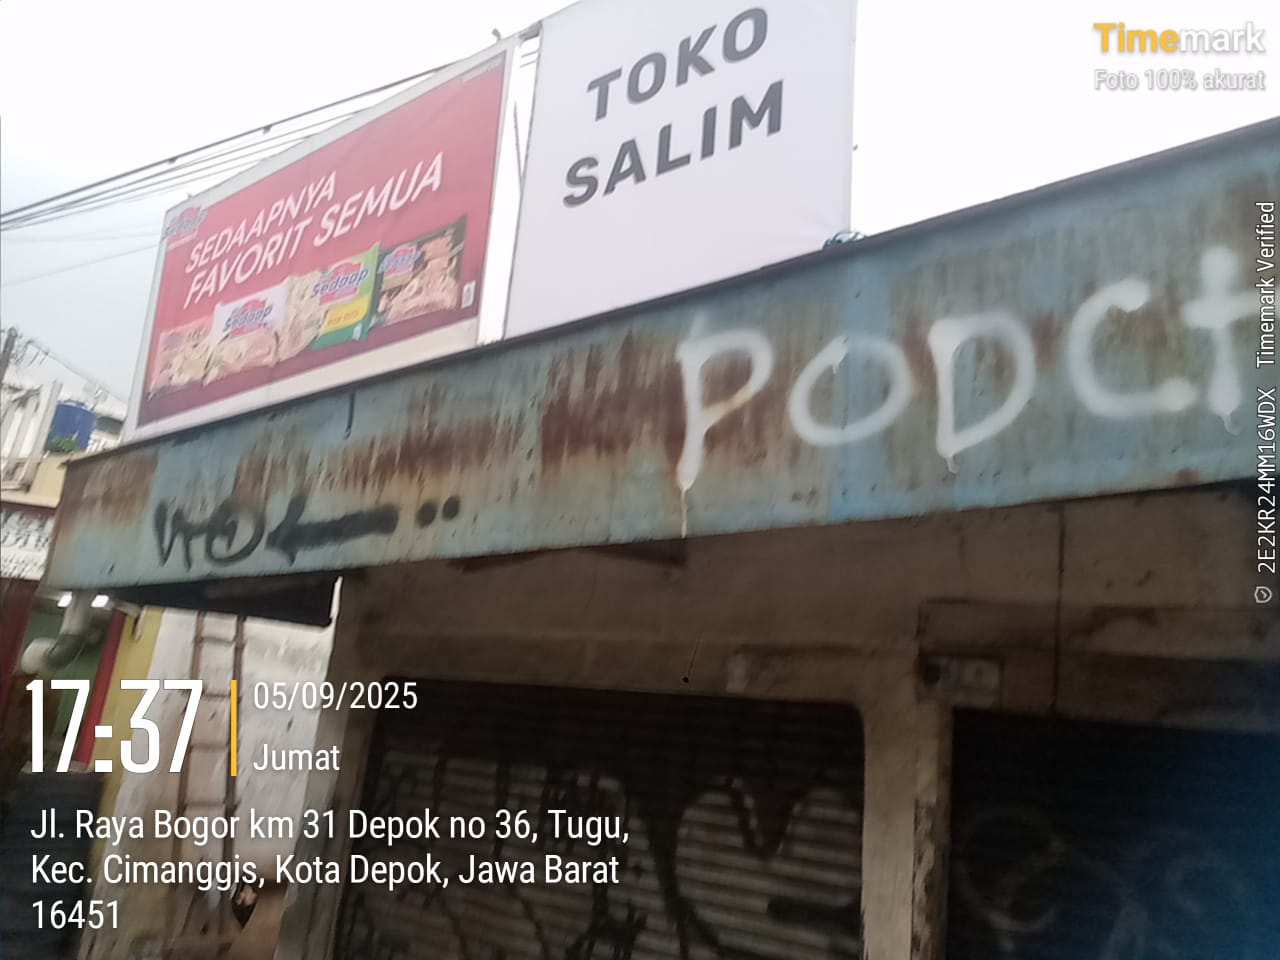 Timemark
Foto 100% akurat
TOKO
SALIM
SEDAAPNYA
FAVORIT SEMUA
Sedaap
Sedaap
PODCt
17:37
05/09/2025
Jumat
Jl. Raya Bogor km 31 Depok no 36, Tugu,
Kec. Cimanggis, Kota Depok, Jawa Barat
16451
2E2KR24MM16WDX Timemark Verified